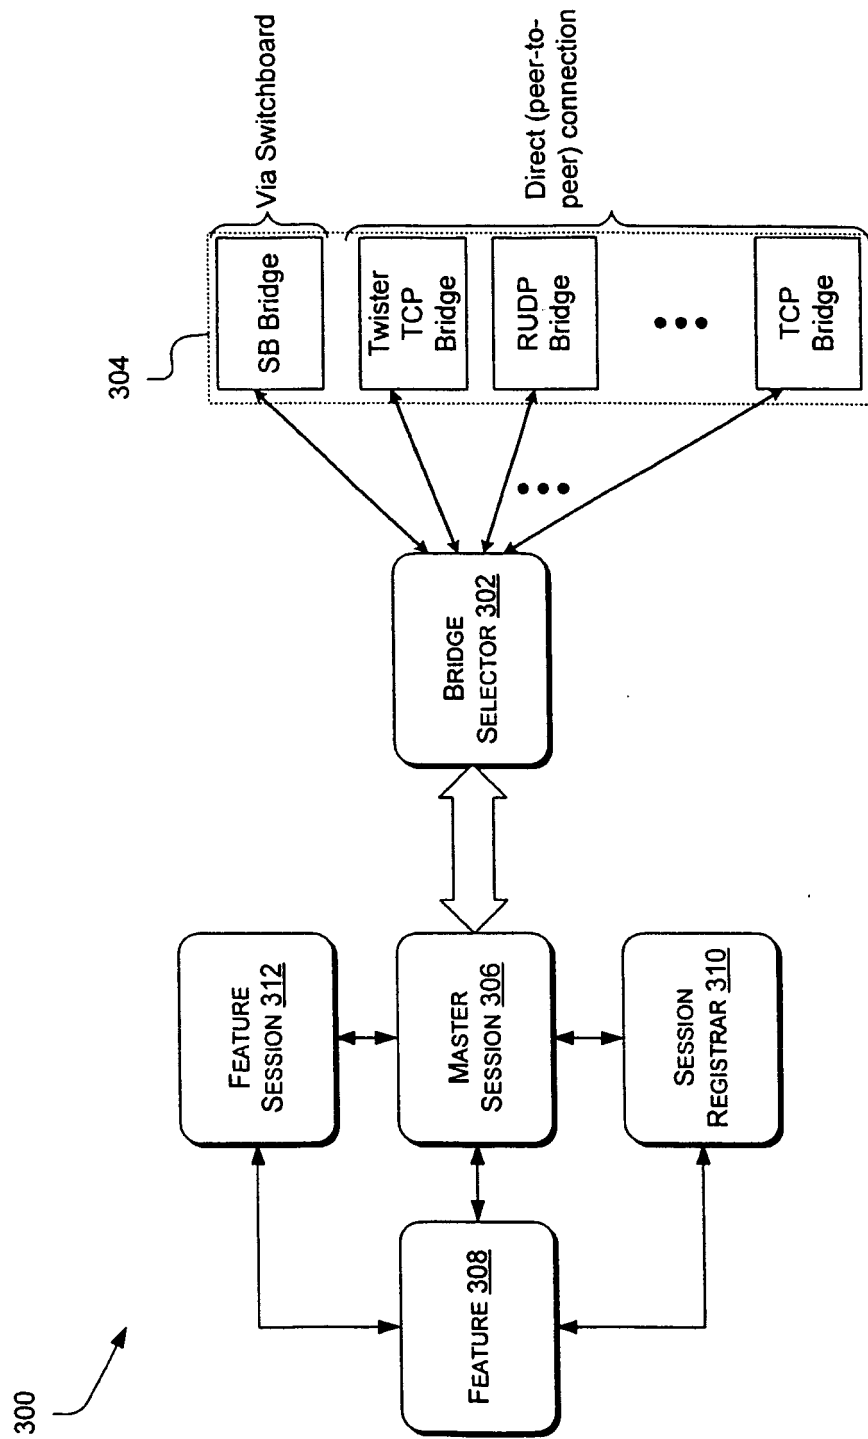 300
304
FEATURE 308
FEATURE
SESSION 312
MASTER
SESSION 306
SESSION
REGISTRAR 310
BRIDGE
SELECTOR 302
SB Bridge
Twister
TCP
Bridge
RUDP
Bridge
TCP
Bridge
Via Switchboard
Direct (peer-to-
peer) connection